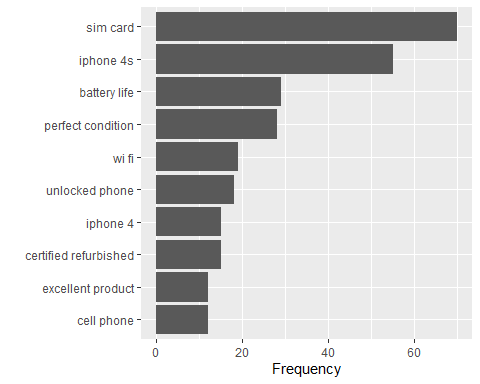 sim card
iphone 4s
battery life
perfect condition
wi fi
unlocked phone
iphone 4
certified refurbished
excellent product
cell phone
0 20 40 60
Frequency